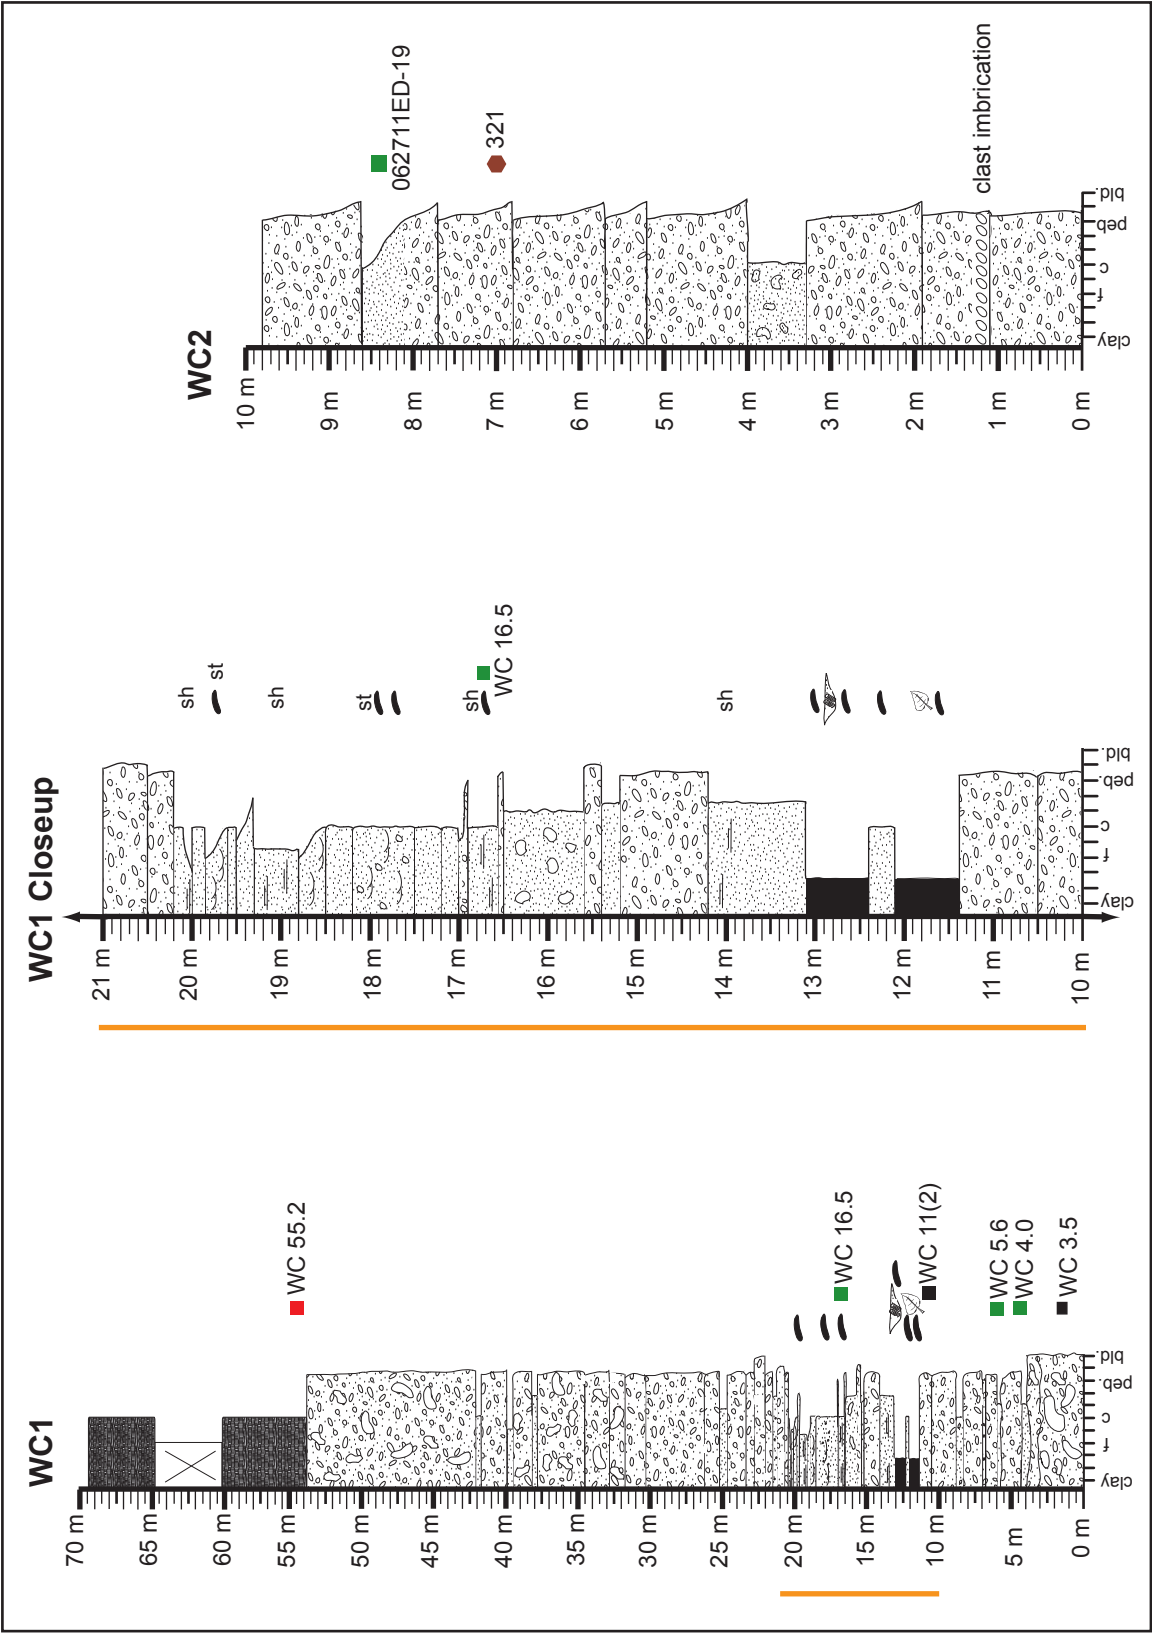 WC1
70 m
65 m
60 m
55 m
50 m
45 m
40 m
35 m
30 m
25 m
20 m
15 m
10 m
5 m
0 m
clay
f
c
peb.
bld.
WC 55.2
WC 16.5
WC 11(2)
WC 5.6
WC 4.0
WC 3.5
WC1 Closeup
21 m
20 m
19 m
18 m
17 m
16 m
15 m
14 m
13 m
12 m
11 m
10 m
clay
f
c
peb.
bld.
sh
st
sh
st
sh
WC 16.5
sh
WC2
10 m
9 m
8 m
7 m
6 m
5 m
4 m
3 m
2 m
1 m
0 m
clay
f
c
peb
bld.
062711ED-19
321
clast imbrication